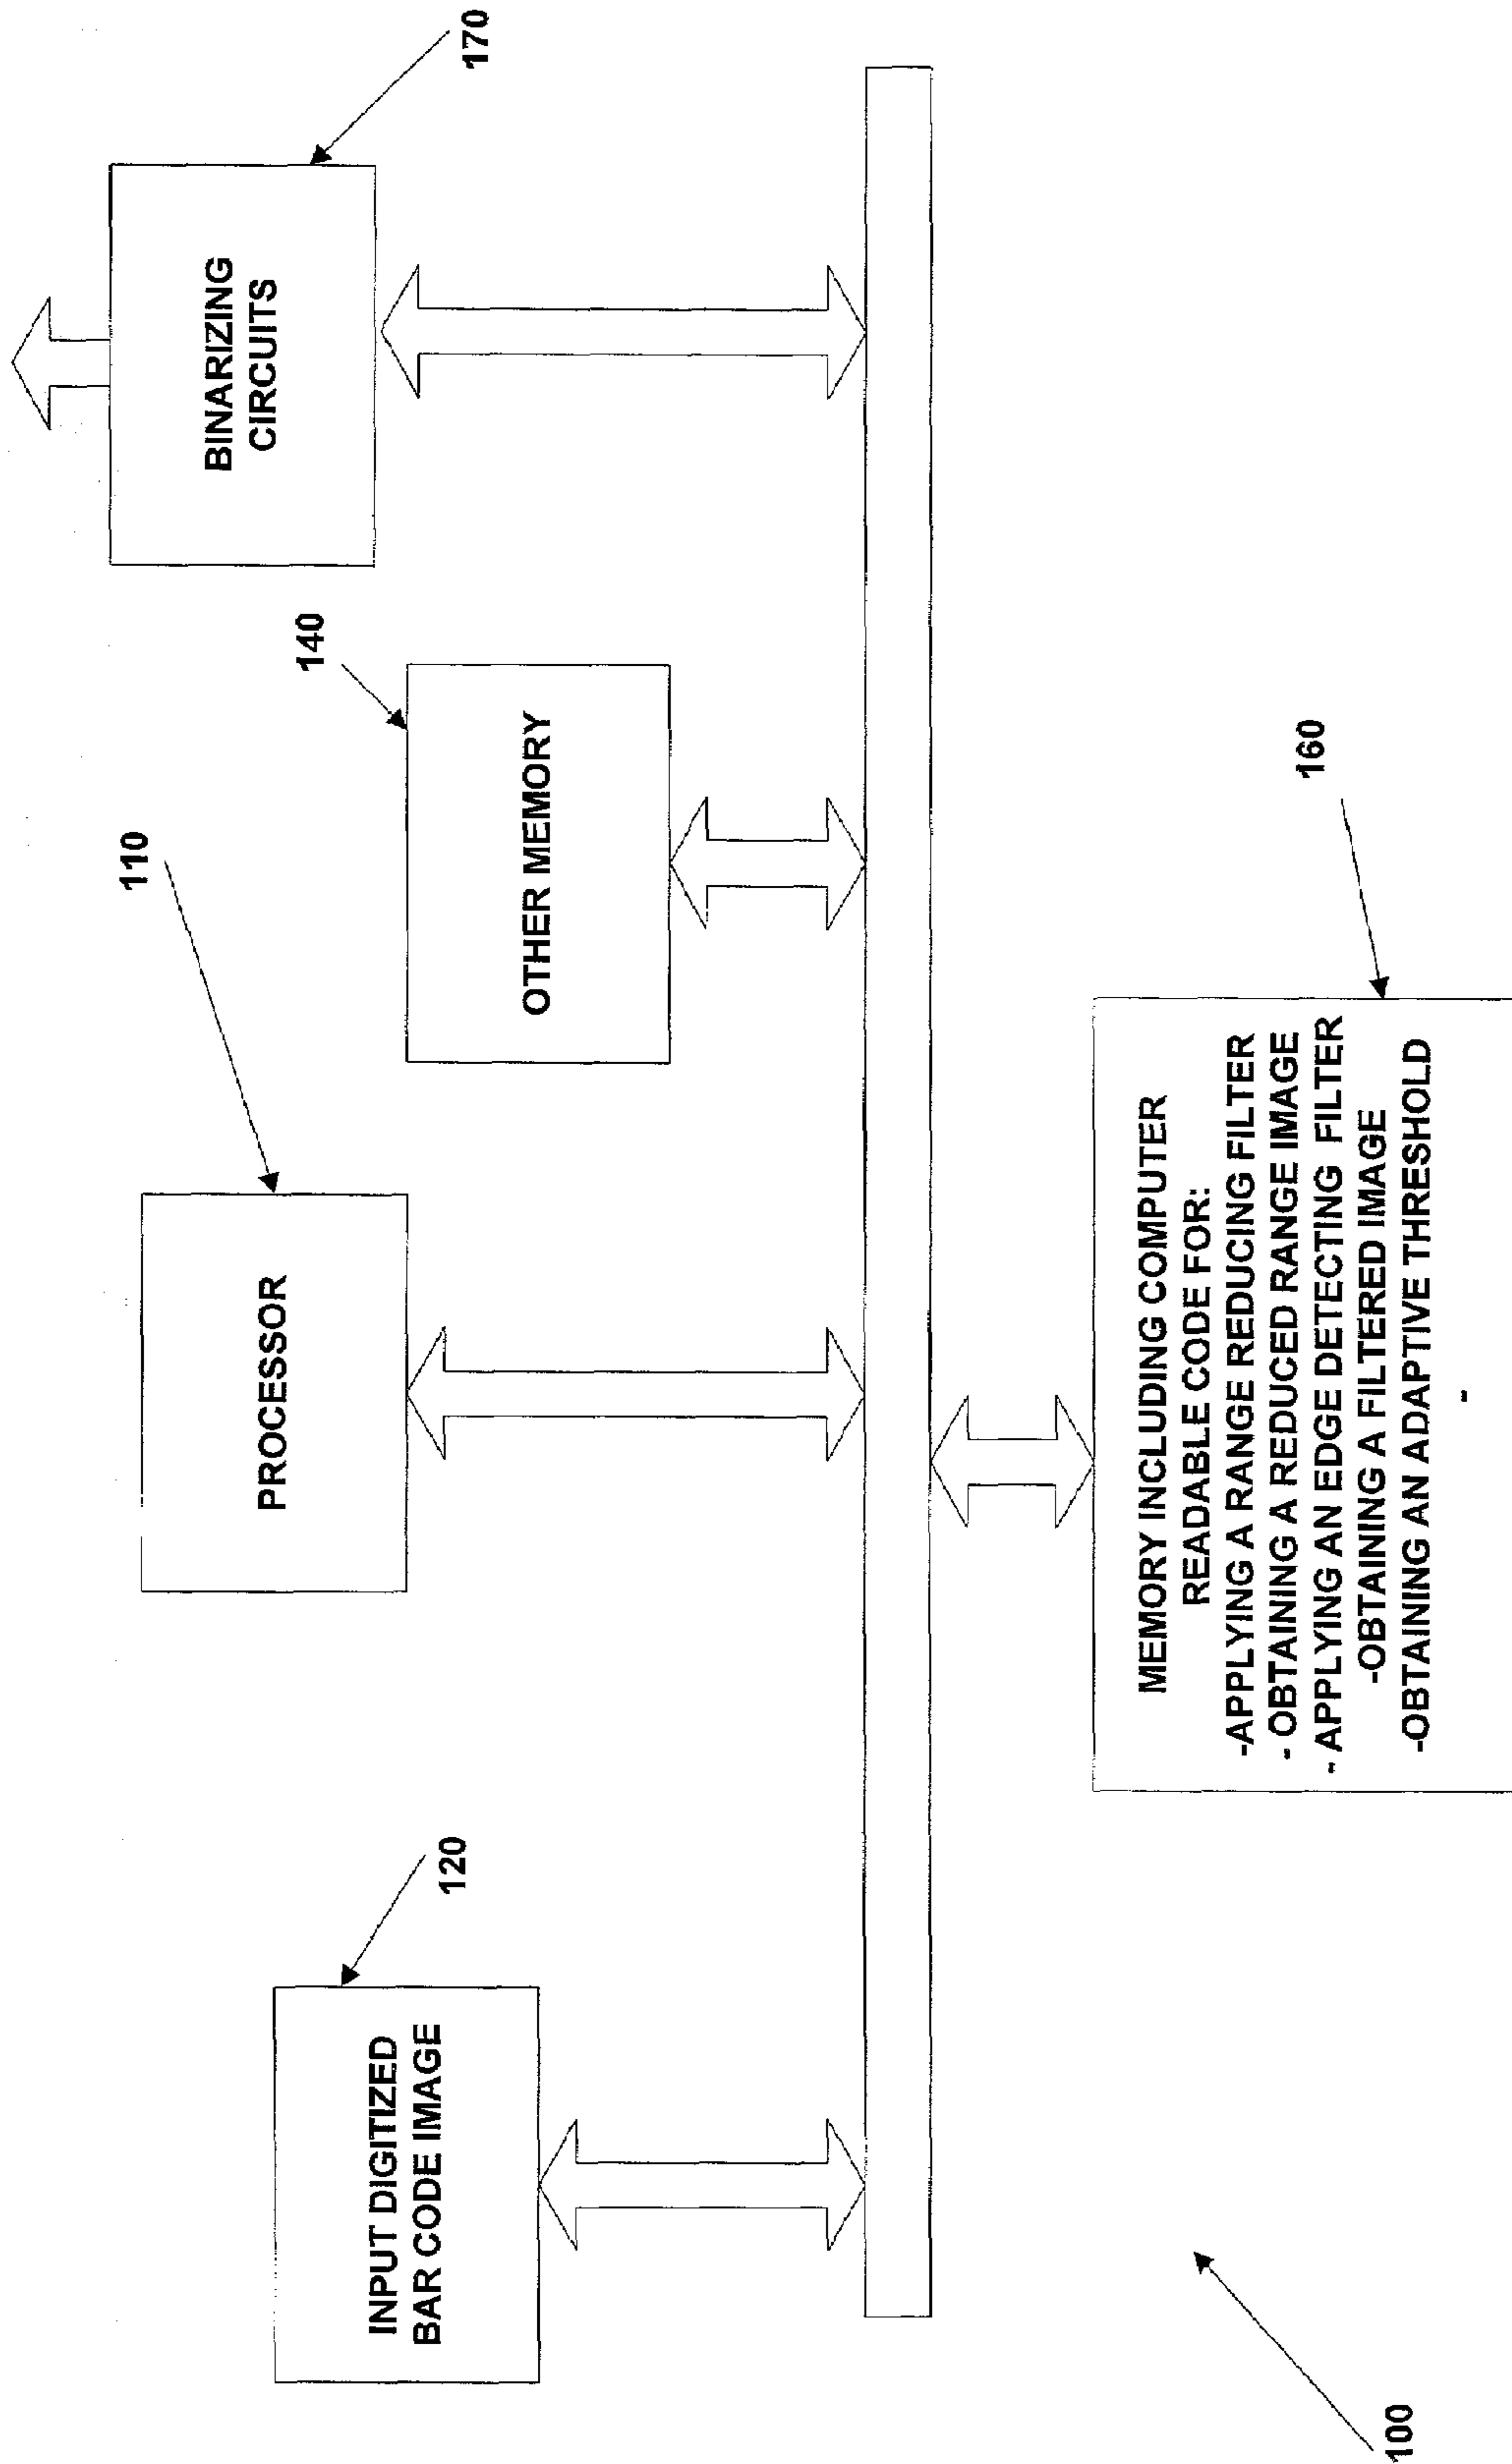 100
120
INPUT DIGITIZED
BAR CODE IMAGE
110
PROCESSOR
140
OTHER MEMORY
170
BINARIZING
CIRCUITS
160
MEMORY INCLUDING COMPUTER
READABLE CODE FOR:
-APPLYING A RANGE REDUCING FILTER
- OBTAINING A REDUCED RANGE IMAGE
- APPLYING AN EDGE DETECTING FILTER
-OBTAINING A FILTERED IMAGE
-OBTAINING AN ADAPTIVE THRESHOLD
-